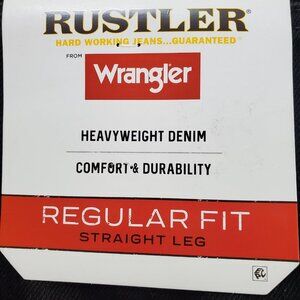 RUSTLER®
HARD WORKING JEANS...GUARANTEED
FROM
Wrangler
HEAVYWEIGHT DENIM
COMFORT & DURABILITY
REGULAR FIT
STRAIGHT LEG